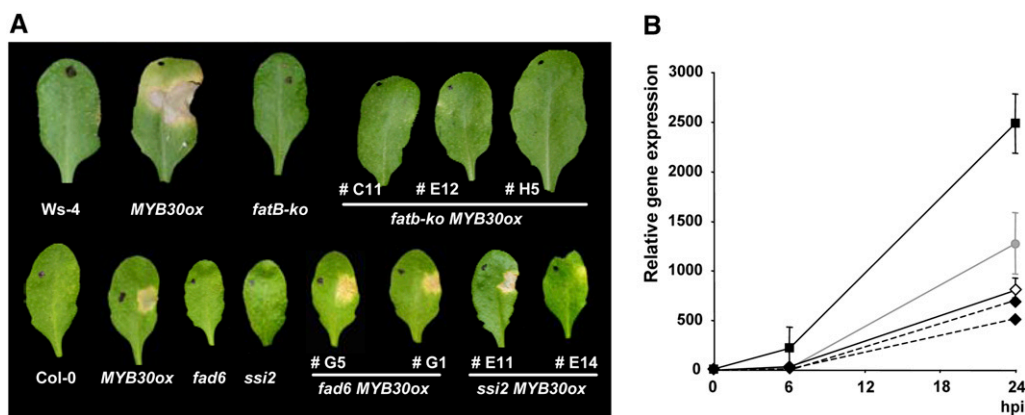 A
Ws-4 MYB30ox fatB-ko # C11 # E12 # H5
fatb-ko MYB30ox
Col-0 MYB30ox fad6 ssi2 # G5 # G1 # E11 # E14
fad6 MYB30ox ssi2 MYB30ox
B
Relative gene expression
3000
2500
2000
1500
1000
500
0
0 6 12 18 24
hpi